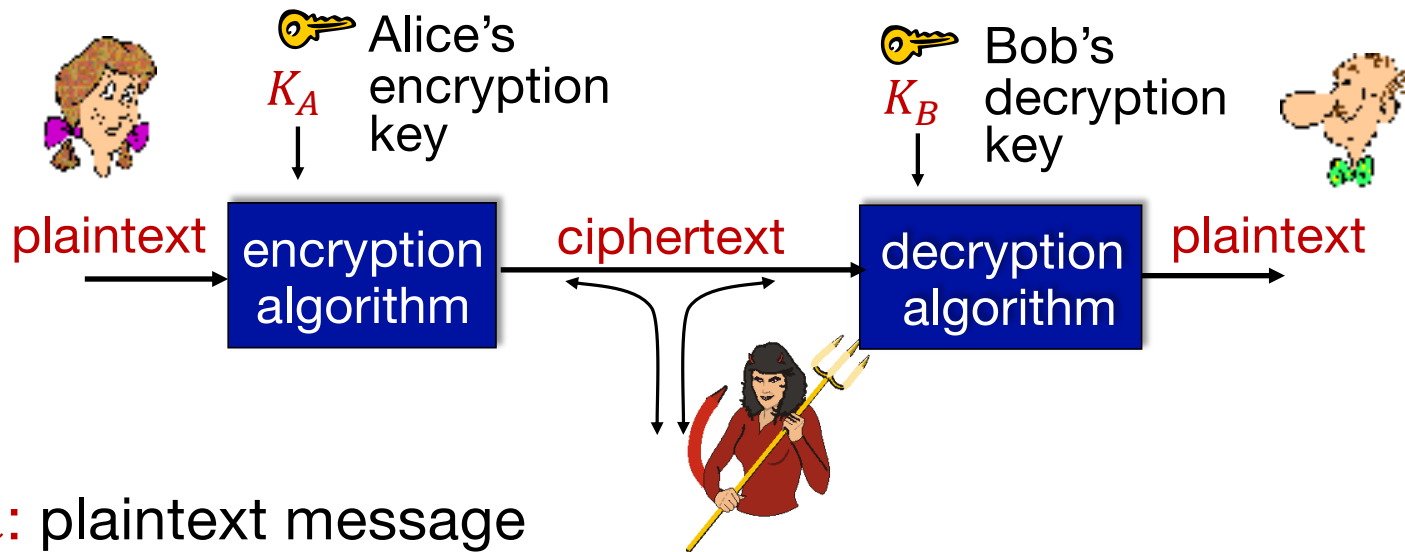 Alice's
encryption
key
K_A
Bob's
decryption
key
K_B
plaintext
encryption
algorithm
ciphertext
decryption
algorithm
plaintext
: plaintext message